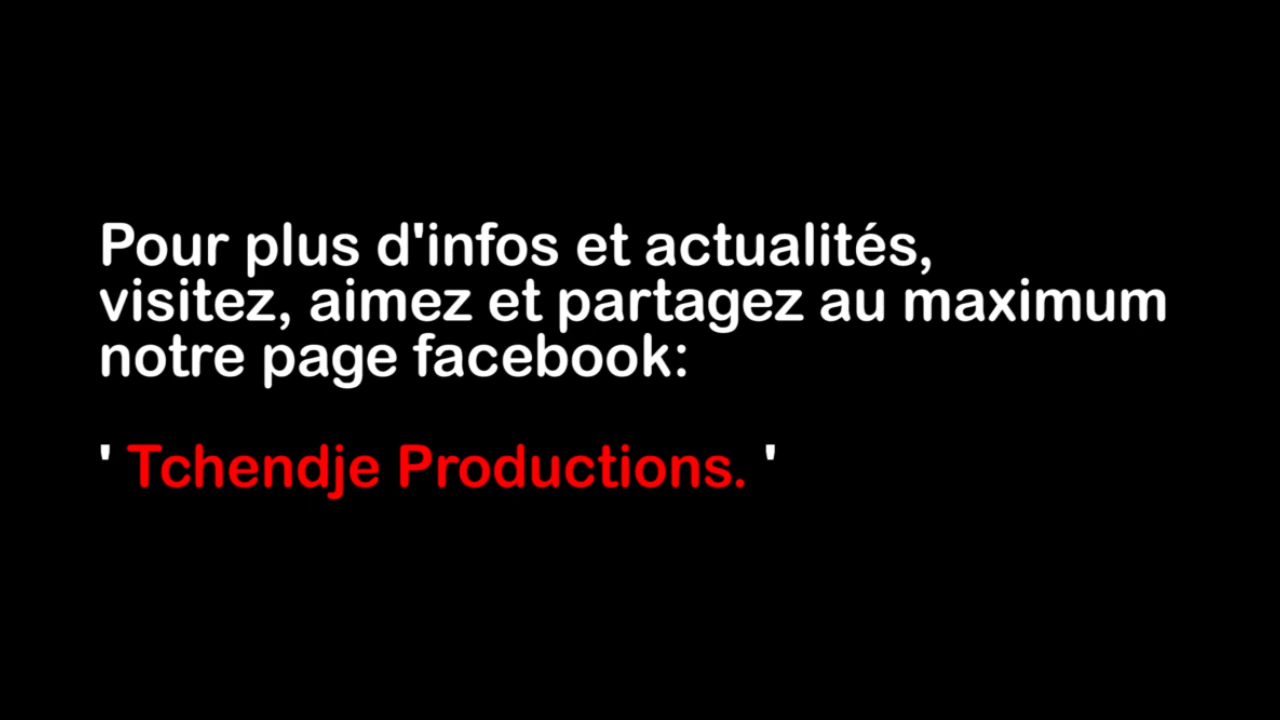 Pour plus d'infos et actualités,
visitez, aimez et partagez au maximum
notre page facebook:
' Tchendje Productions. '